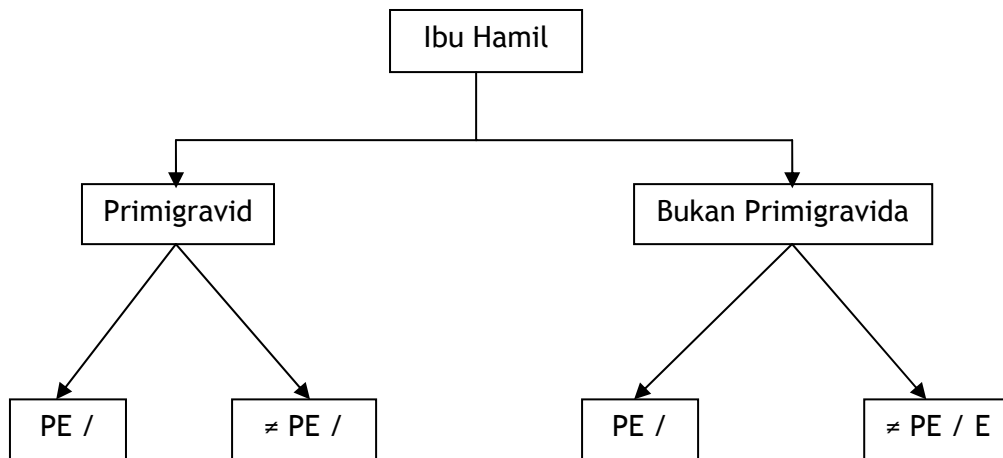 Ibu Hamil
Primigravid
Bukan Primigravida
PE /
≠ PE /
PE /
≠ PE / E